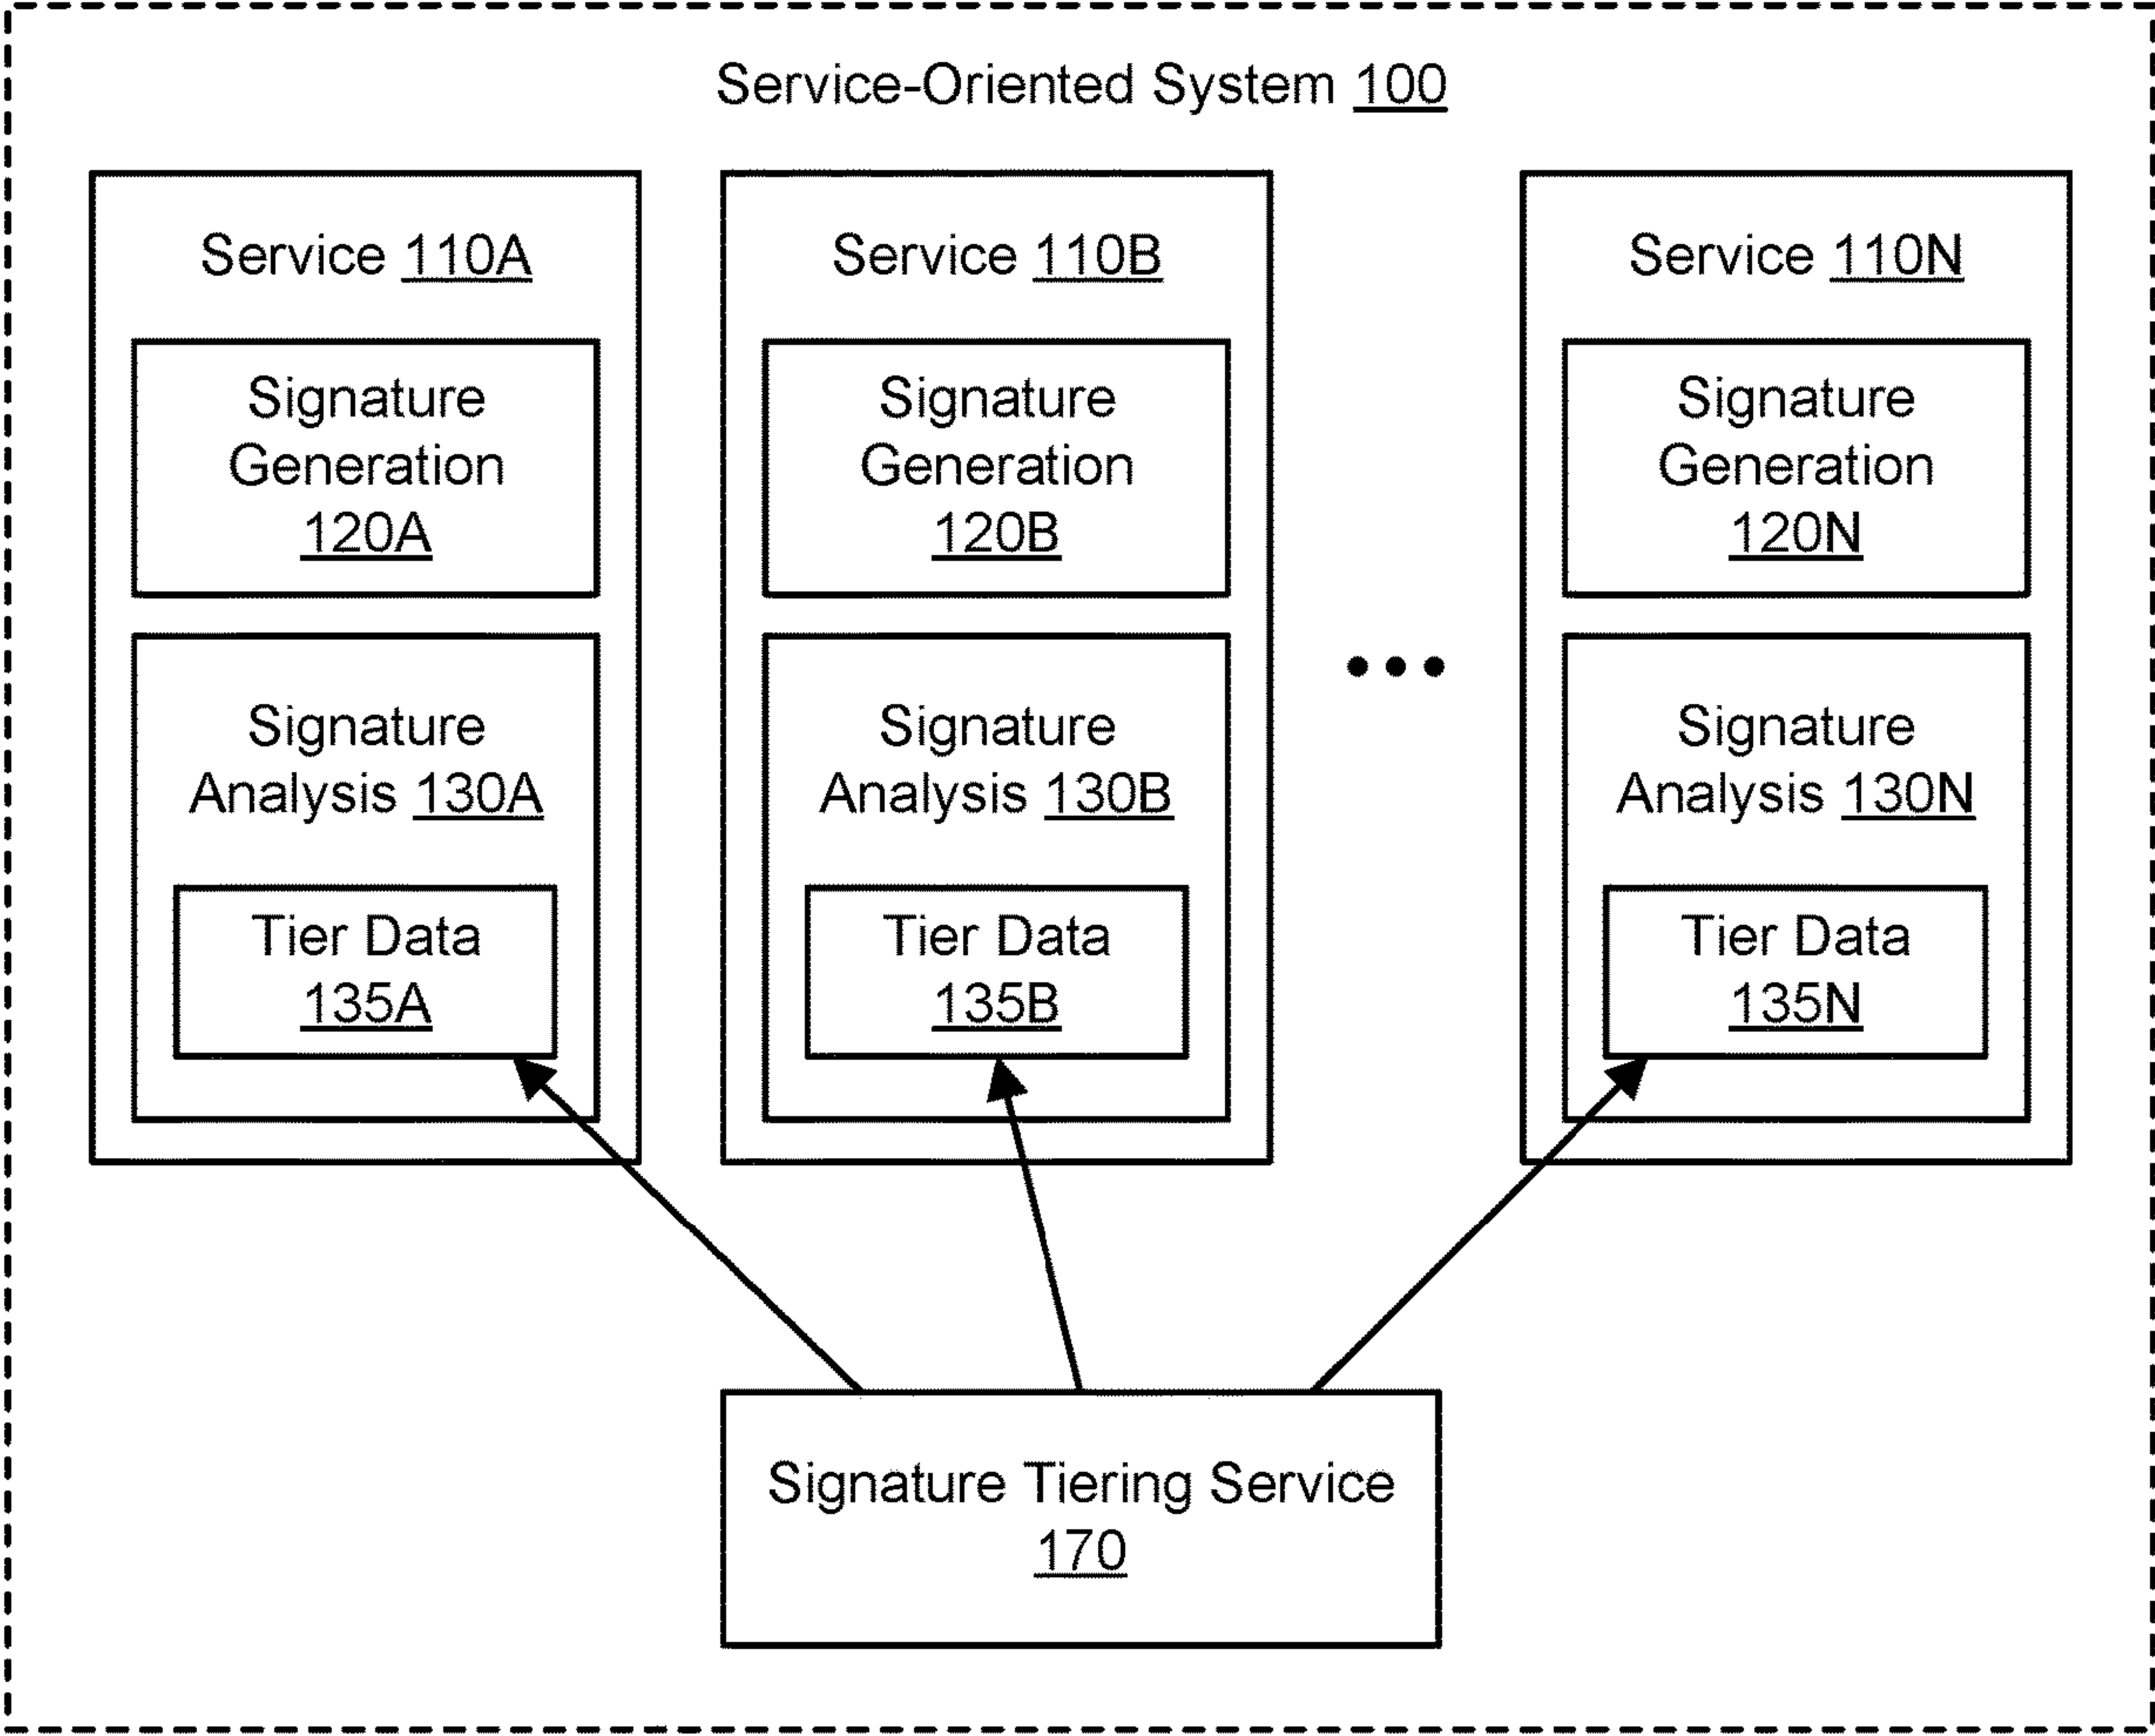 Service-Oriented System 100
Service 110A
Signature
Generation
120A
Signature
Analysis 130A
Tier Data
135A
Service 110B
Signature
Generation
120B
Signature
Analysis 130B
Tier Data
135B
Service 110N
Signature
Generation
120N
Signature
Analysis 130N
Tier Data
135N
Signature Tiering Service
170